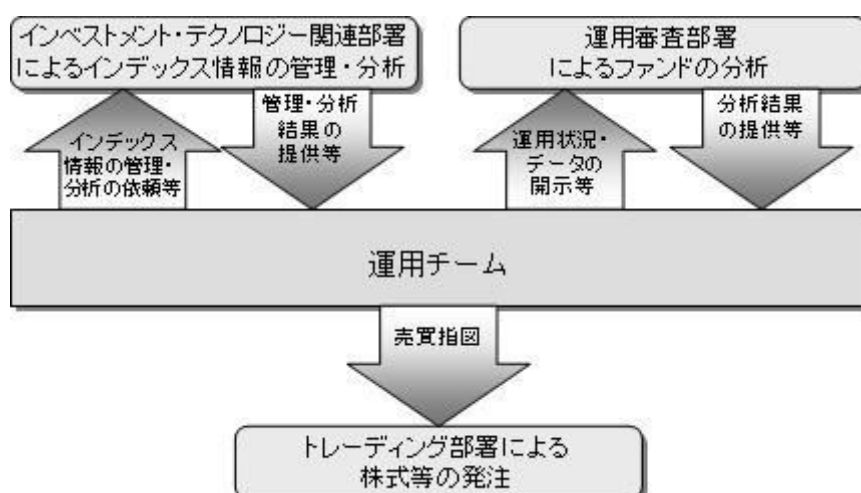 インベストメント・テクノロジー関連部署
によるインデックス情報の管理・分析
運用審査部署
によるファンドの分析
インデックス
情報の管理・
分析の依頼等
管理・分析
結果の
提供等
運用状況・
データの
開示等
分析結果
の提供等
運用チーム
売買指図
トレーディング部署による
株式等の発注